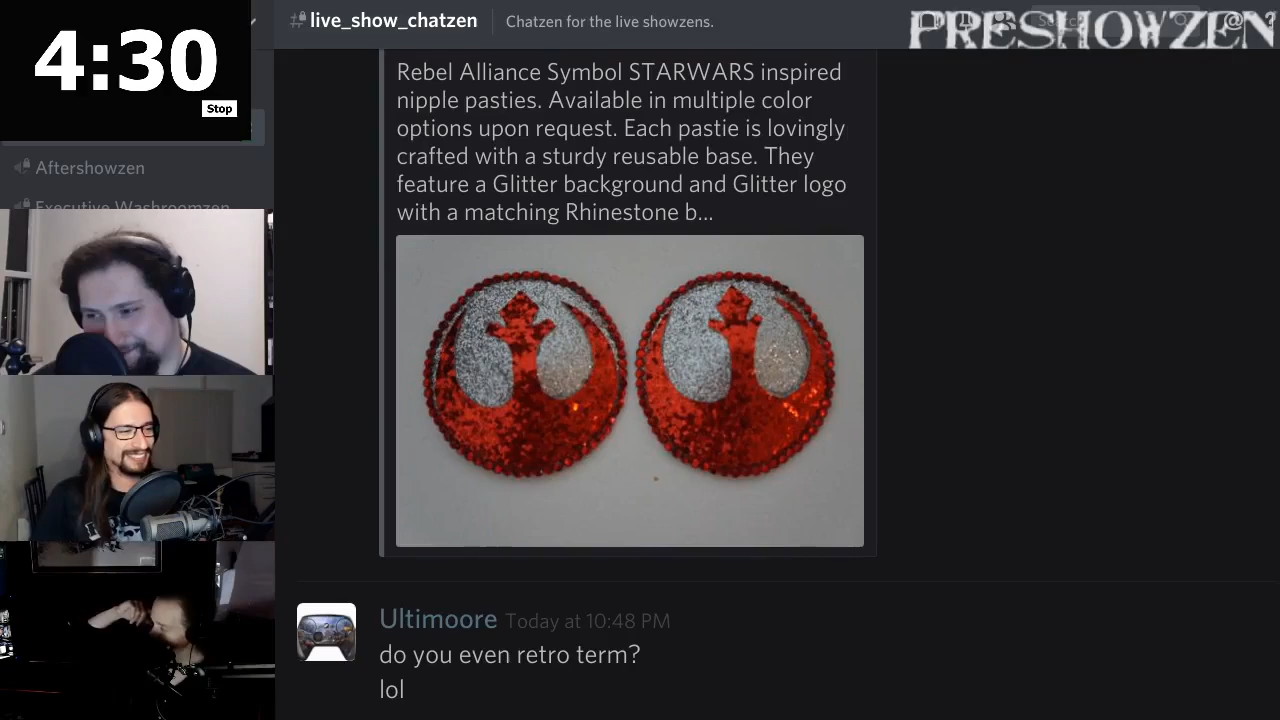 4:30
Stop
live_show_chatzen
Chatzen for the live showzens.
PRESHOWZEN
Aftershowzen
Executive Washroomzen
Rebel Alliance Symbol STARWARS inspired
nipple pasties. Available in multiple color
options upon request. Each pastie is lovingly
crafted with a sturdy reusable base. They
feature a Glitter background and Glitter logo
with a matching Rhinestone b...
Ultimoore Today at 10:48 PM
do you even retro term?
lol